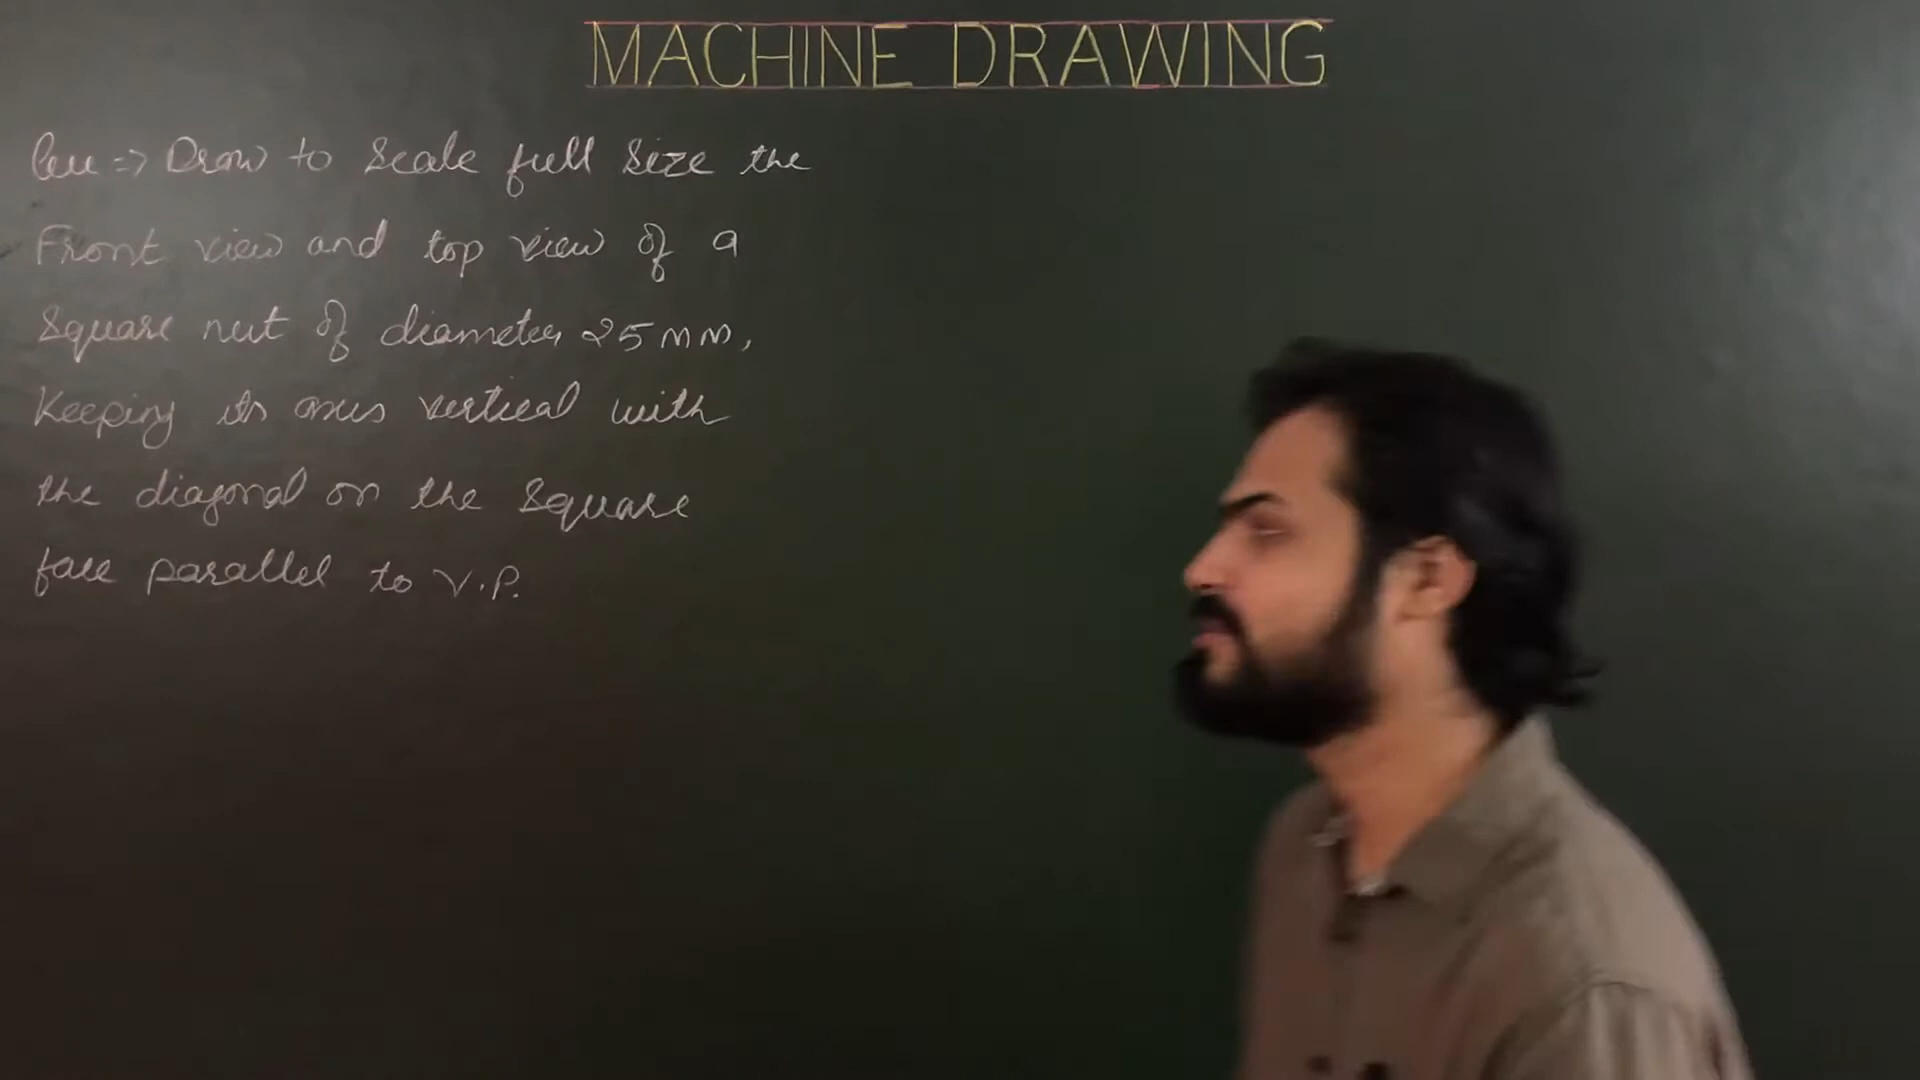 MACHINE DRAWING
Que => Draw to Scale full size the
Front view and top view of a
Square nut of diameter 25 mm,
Keeping its axis vertical with
the diagonal on the square
face parallel to V.P.